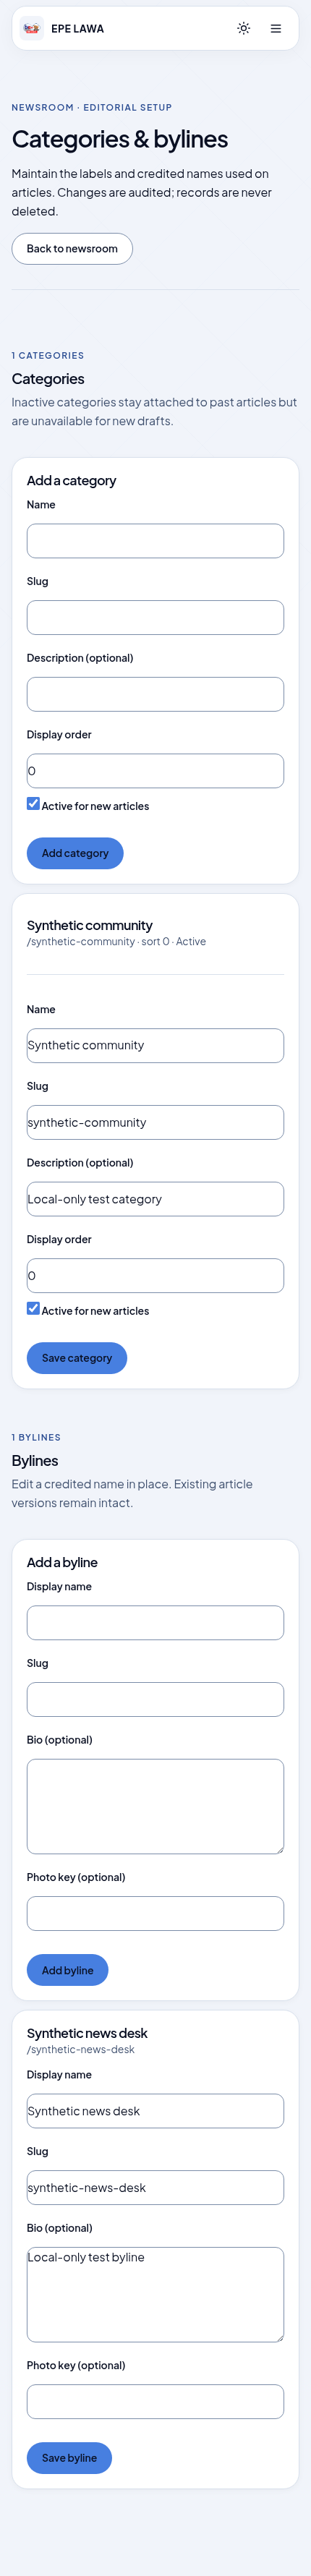 EPE LAWA
NEWSROOM · EDITORIAL SETUP
Categories & bylines
Maintain the labels and credited names used on
articles. Changes are audited; records are never
deleted.
Back to newsroom
1 CATEGORIES
Categories
Inactive categories stay attached to past articles but
are unavailable for new drafts.
Add a category
Name
Slug
Description (optional)
Display order
0
Active for new articles
Add category
Synthetic community
/synthetic-community · sort 0 · Active
Name
Synthetic community
Slug
synthetic-community
Description (optional)
Local-only test category
Display order
0
Active for new articles
Save category
1 BYLINES
Bylines
Edit a credited name in place. Existing article
versions remain intact.
Add a byline
Display name
Slug
Bio (optional)
Photo key (optional)
Add byline
Synthetic news desk
/synthetic-news-desk
Display name
Synthetic news desk
Slug
synthetic-news-desk
Bio (optional)
Local-only test byline
Photo key (optional)
Save byline